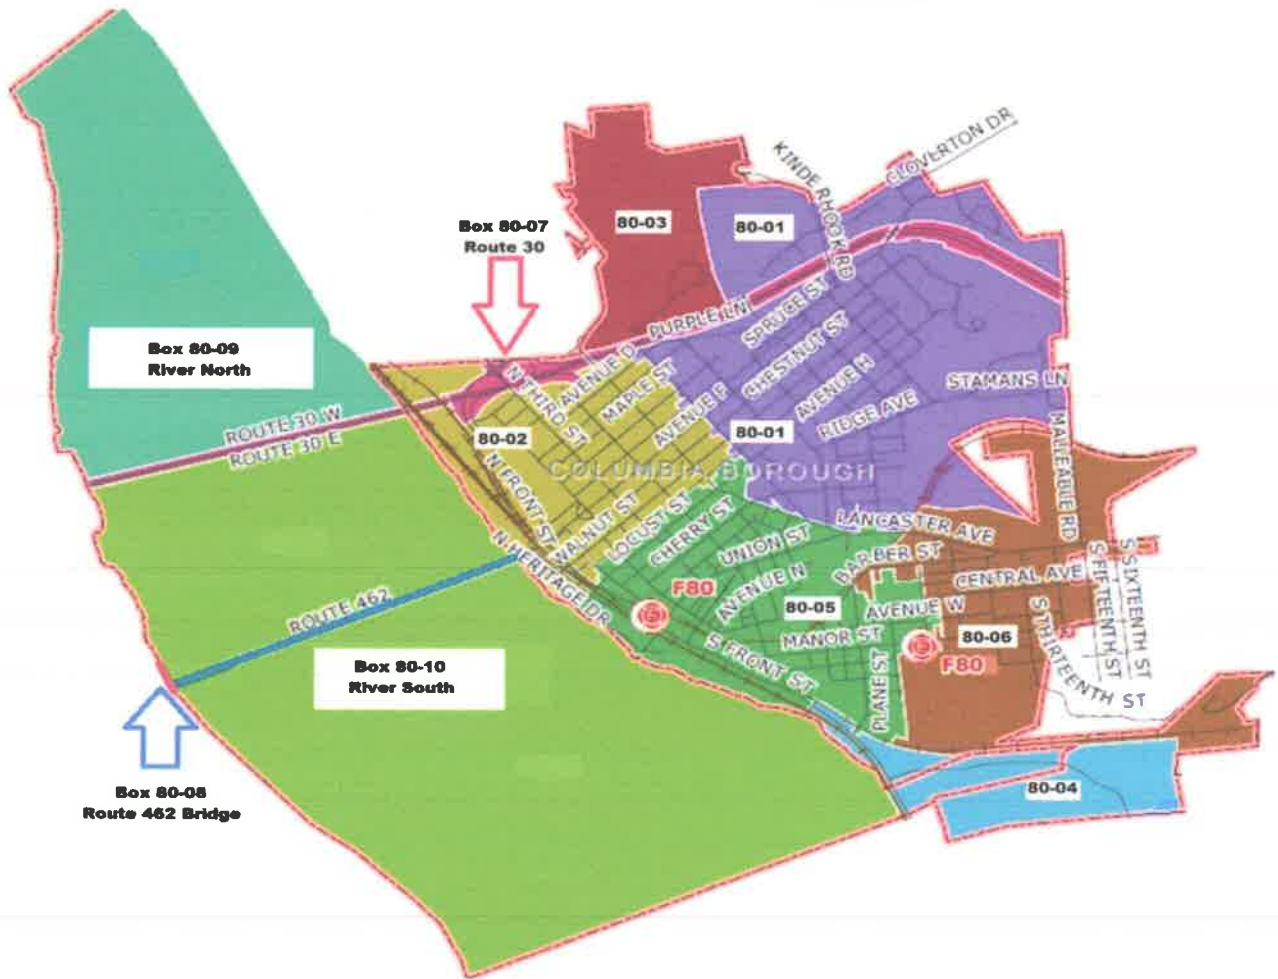 CLOVERTON DR
KINDERHOOK RD
Box 80-07
Route 30
80-03
80-01
PURPLE LN
SPRUCE ST
Box 80-09
River North
N THIRD ST
AVENUE D
MAPLE ST
CHESTNUT ST
AVENUE H
STAMANS LN
AVENUE F
RIDGE AVE
ROUTE 30 W
ROUTE 30 E
80-02
80-01
MALLEABLE RD
COLUMBIA BOROUGH
N FRONT ST
WALNUT ST
LOCUST ST
CHERRY ST
UNION ST
LANCASTER AVE
N HERITAGE DR
BARBER ST
CENTRAL AVE
S FIFTEENTH ST
S SIXTEENTH ST
F80
AVENUE N
80-05
AVENUE W
ROUTE 462
S FRONT ST
MANOR ST
80-06
F80
S THIRTEENTH ST
PLANE ST
Box 80-10
River South
Box 80-08
Route 462 Bridge
80-04